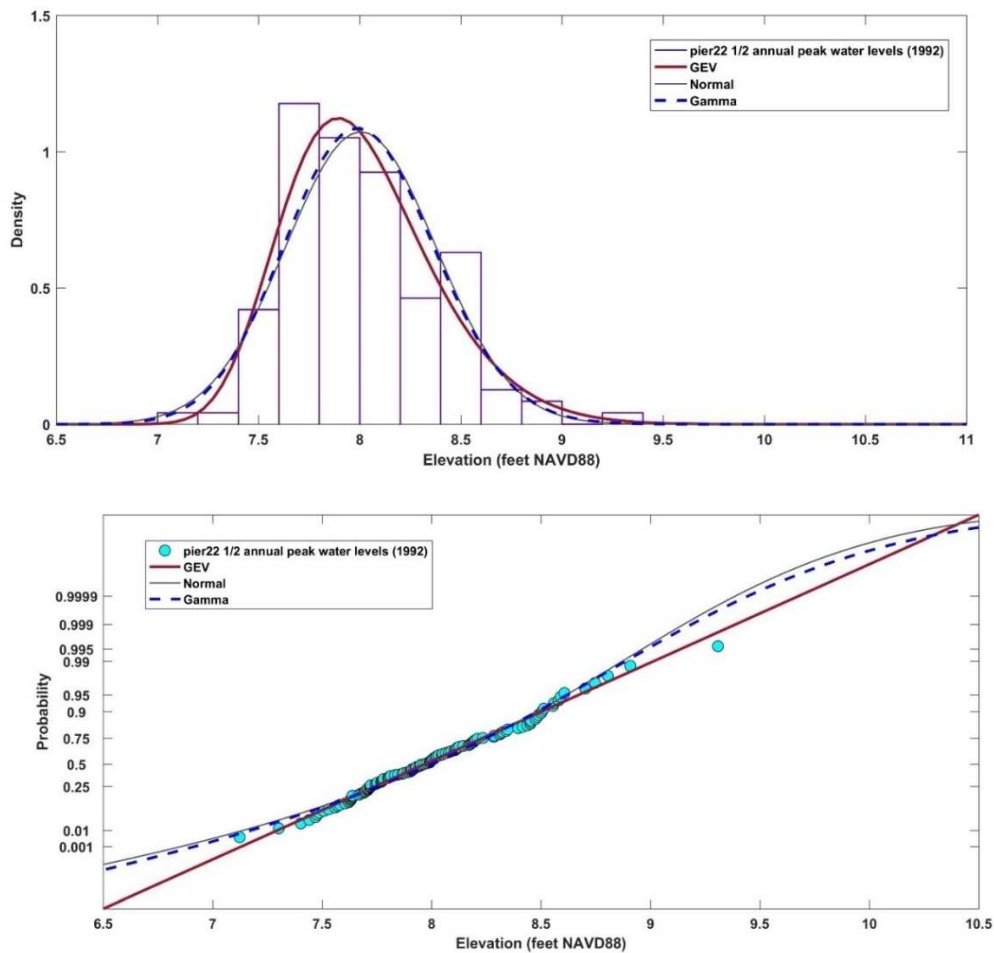 1.5
1
0.5
0
Density
pier22 1/2 annual peak water levels (1992)
GEV
Normal
Gamma
6.5 7 7.5 8 8.5 9 9.5 10 10.5 11
Elevation (feet NAVD88)
pier22 1/2 annual peak water levels (1992)
GEV
Normal
Gamma
0.9999
0.999
0.995
0.99
0.95
0.9
0.75
0.5
0.25
0.01
0.001
Probability
6.5 7 7.5 8 8.5 9 9.5 10 10.5
Elevation (feet NAVD88)